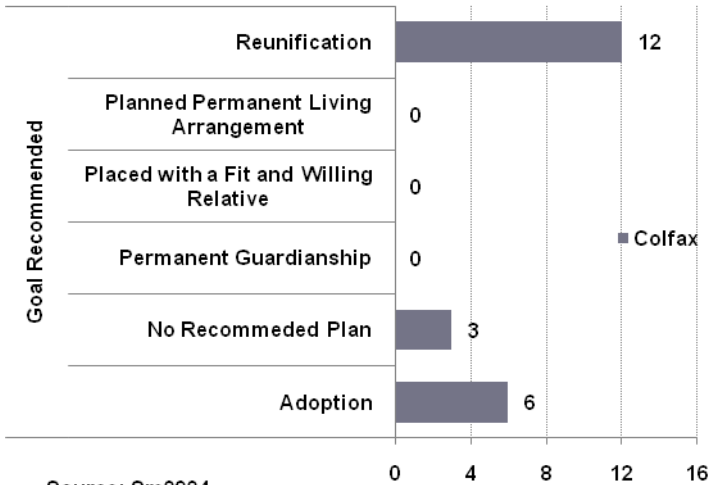 Reunification
12
Planned Permanent Living
Arrangement
0
Placed with a Fit and Willing
Relative
0
Permanent Guardianship
0
No Recommeded Plan
3
Adoption
6
Goal Recommended
Colfax
0 4 8 12 16